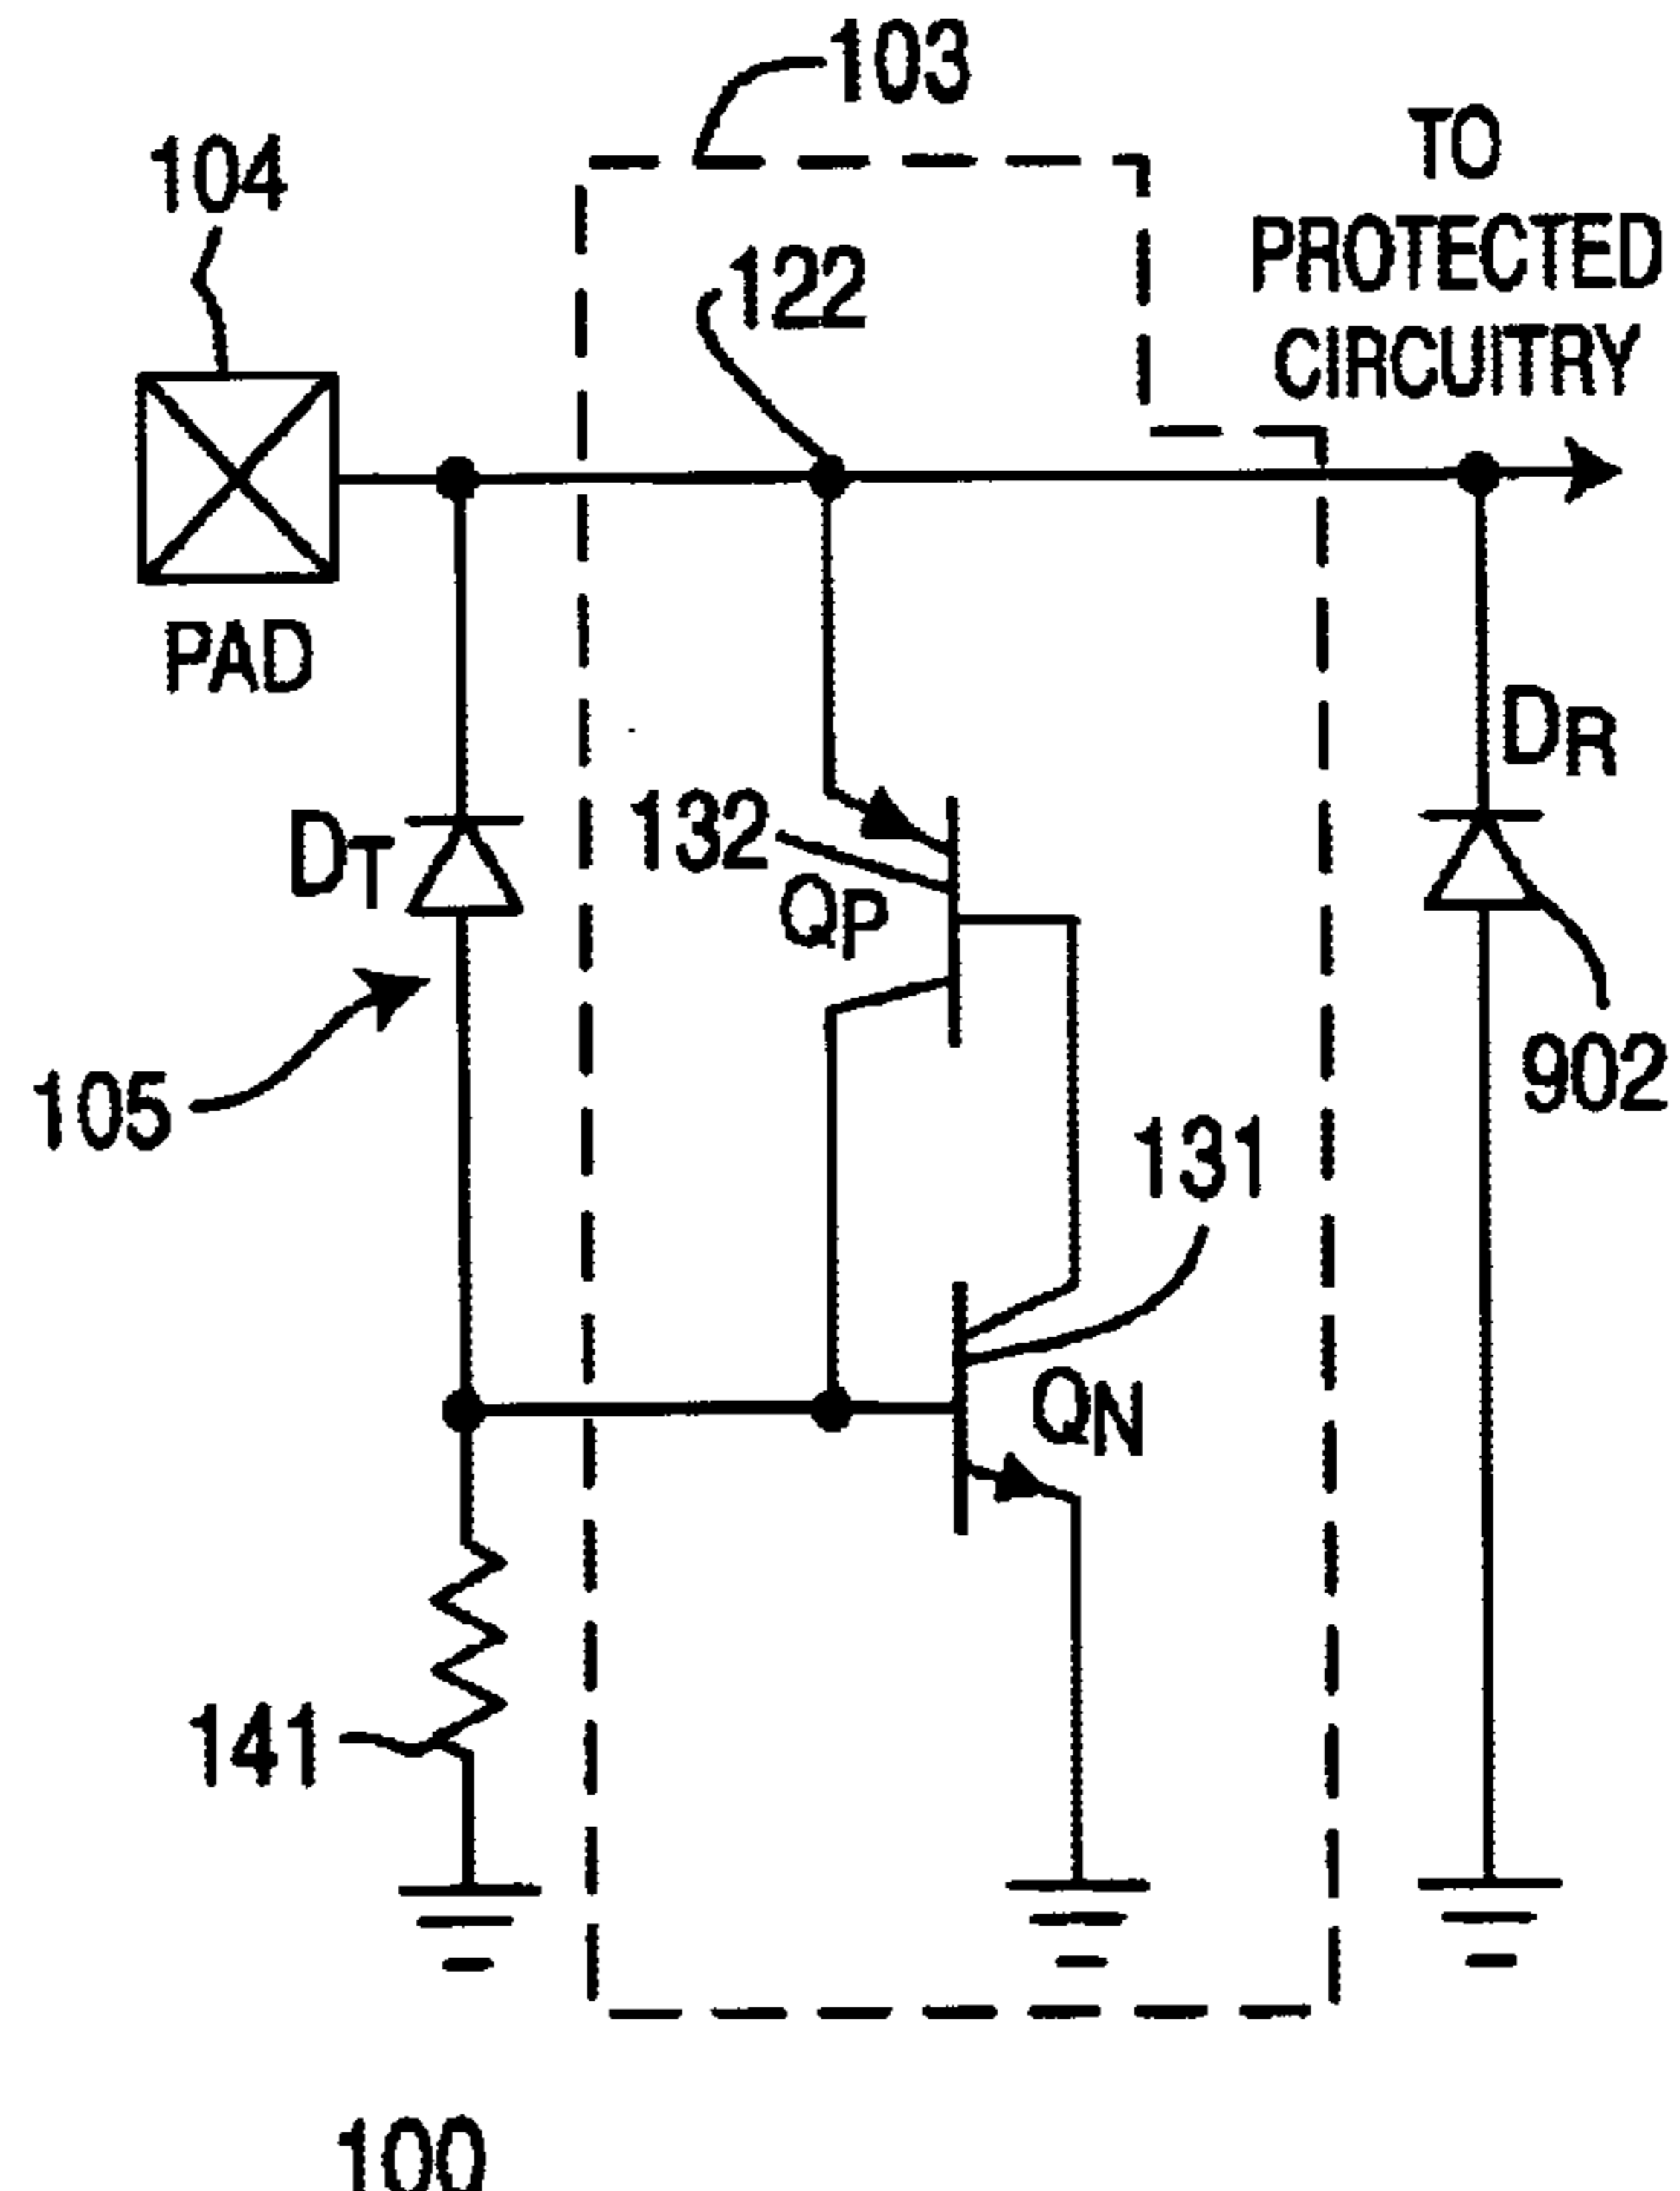 103
104
TO
PROTECTED
CIRCUITRY
122
PAD
DR
132
DT
QP
902
105
131
QN
141
100